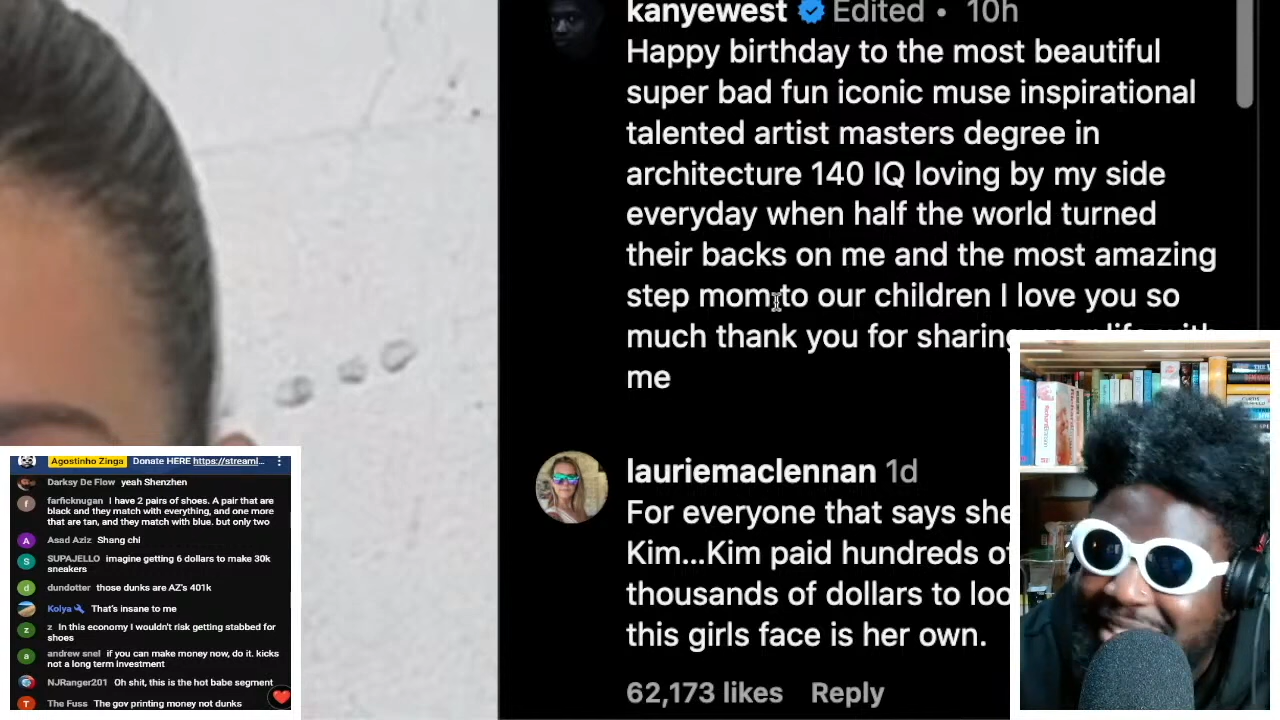 kanyewest Edited • 10h
Happy birthday to the most beautiful
super bad fun iconic muse inspirational
talented artist masters degree in
architecture 140 IQ loving by my side
everyday when half the world turned
their backs on me and the most amazing
step mom to our children I love you so
much thank you for sharing your life with
me
lauriemaclennan 1d
For everyone that says she
Kim...Kim paid hundreds of
thousands of dollars to loo
this girls face is her own.
62,173 likes Reply
Agostinho Zinga Donate HERE https://streaml...
Darksy De Flow yeah Shenzhen
farficknugan I have 2 pairs of shoes. A pair that are
black and they match with everything, and one more
that are tan, and they match with blue. but only two
Asad Aziz Shang chi
SUPAJELLO imagine getting 6 dollars to make 30k
sneakers
dundotter those dunks are AZ's 401k
Kolya That's insane to me
z In this economy I wouldn't risk getting stabbed for
shoes
andrew snel if you can make money now, do it. kicks
not a long term investment
NJRanger201 Oh shit, this is the hot babe segment
The Fuss The gov printing money not dunks